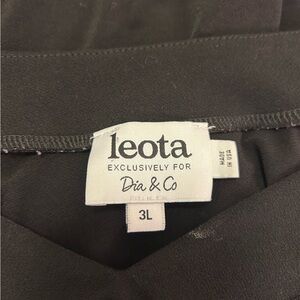 leota
EXCLUSIVELY FOR
Dia & Co
3L
MADE
IN USA